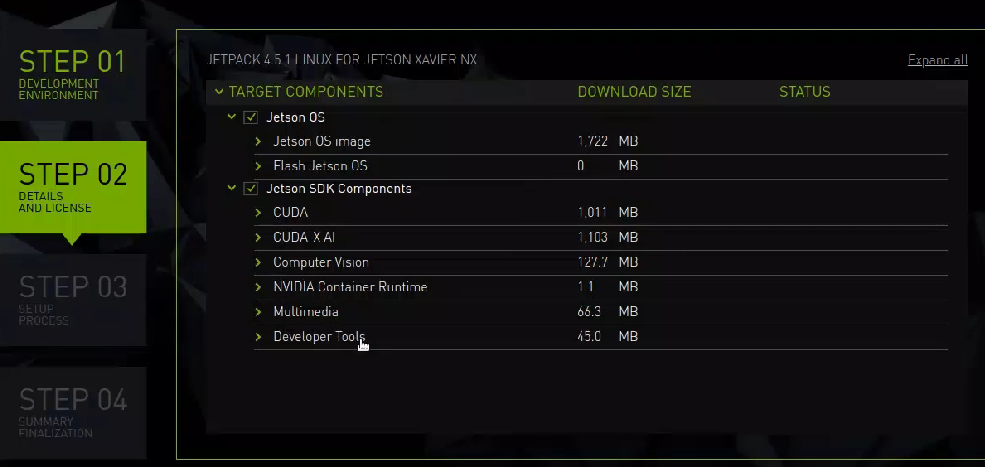 STEP 01
DEVELOPMENT
ENVIRONMENT
STEP 02
DETAILS
AND LICENSE
STEP 03
SETUP
PROCESS
STEP 04
SUMMARY
FINALIZATION
JETPACK 4.5.1 LINUX FOR JETSON XAVIER NX Expand all
TARGET COMPONENTS DOWNLOAD SIZE STATUS
Jetson OS
Jetson OS image 1,722 MB
Flash Jetson OS 0 MB
Jetson SDK Components
CUDA 1,011 MB
CUDA-X AI 1,103 MB
Computer Vision 127.7 MB
NVIDIA Container Runtime 1.1 MB
Multimedia 66.3 MB
Developer Tools 45.0 MB